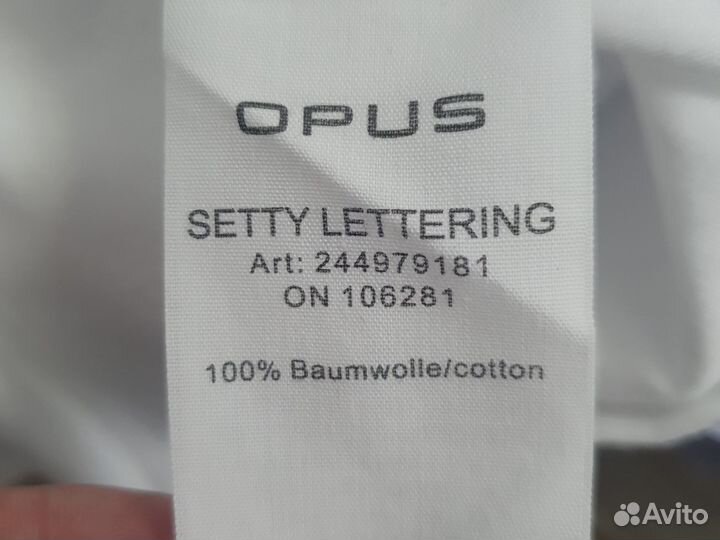 OPUS
SETTY LETTERING
Art: 244979181
ON 106281
100% Baumwolle/cotton
Avito